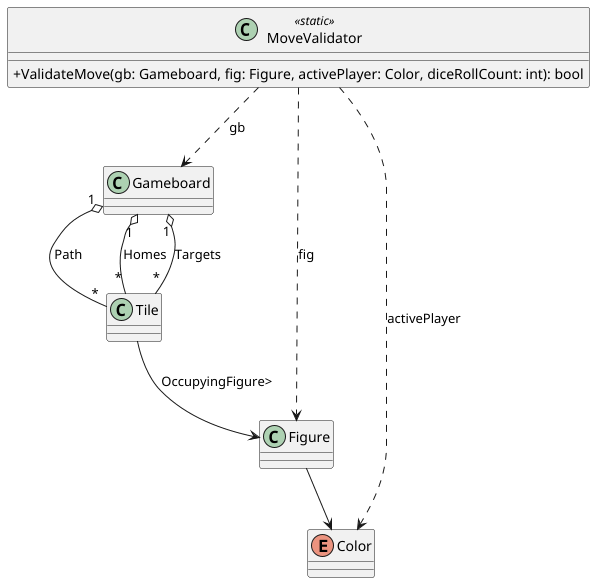 C
«static»
MoveValidator
+ValidateMove(gb: Gameboard, fig: Figure, activePlayer: Color, diceRollCount: int): bool
gb
C Gameboard
1
1
1
Path
Homes
Targets
fig
*
*
*
C Tile
activePlayer
OccupyingFigure>
C Figure
E Color